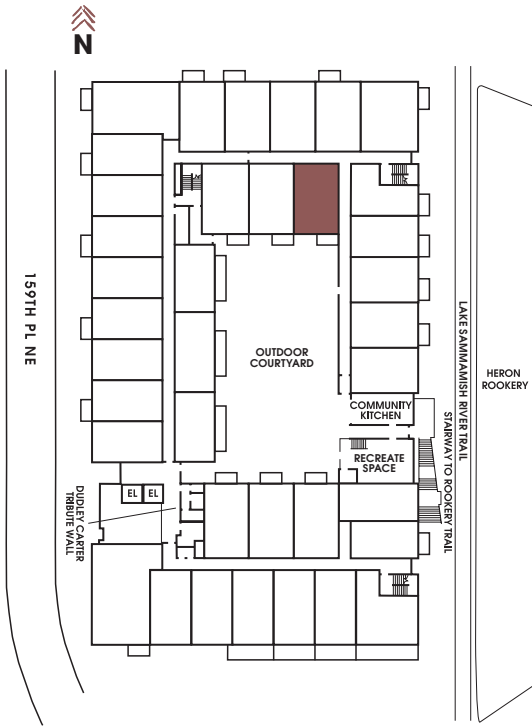 N
159TH PL NE
OUTDOOR
COURTYARD
LAKE SAMMAMISH RIVER TRAIL
HERON
ROOKERY
COMMUNITY
KITCHEN
STAIRWAY TO ROOKERY TRAIL
RECREATE
SPACE
EL
EL
DUDLEY CARTER
TRIBUTE WALL